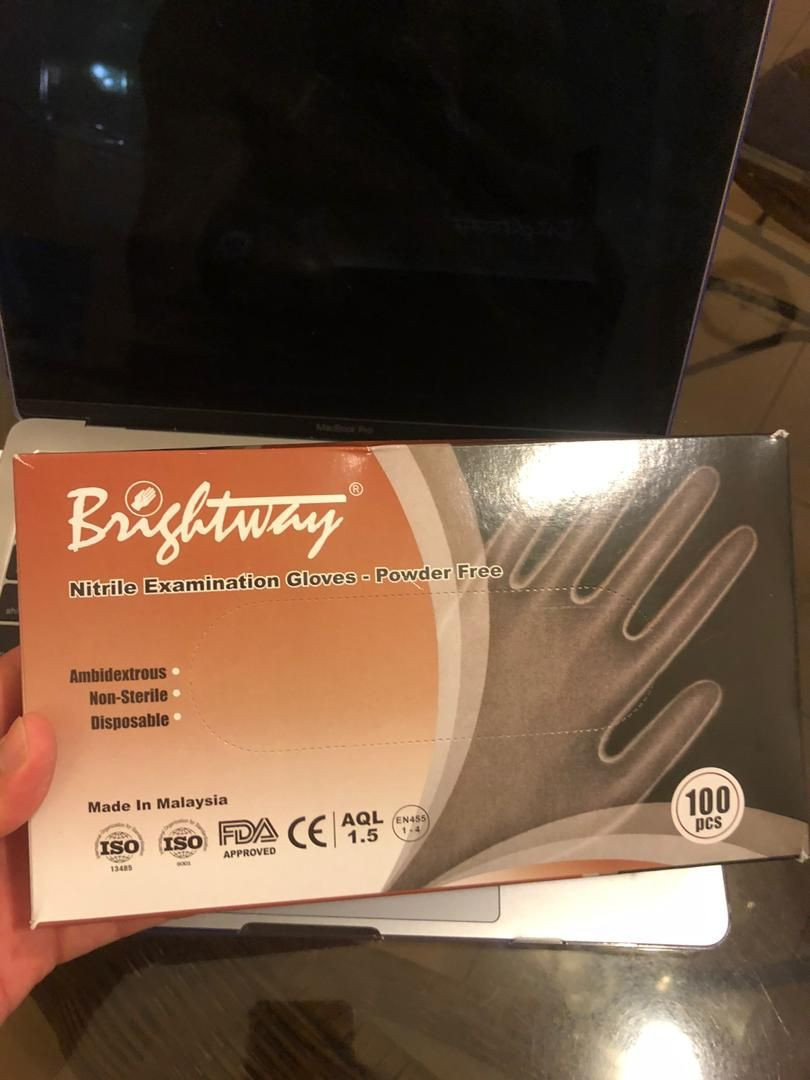 MacBook Pro
Brightway®
Nitrile Examination Gloves - Powder Free
Ambidextrous
Non-Sterile
Disposable
Made In Malaysia
ISO
13485
ISO
9001
FDA
APPROVED
CE
AQL
1.5
EN455
1 - 4
100
pcs